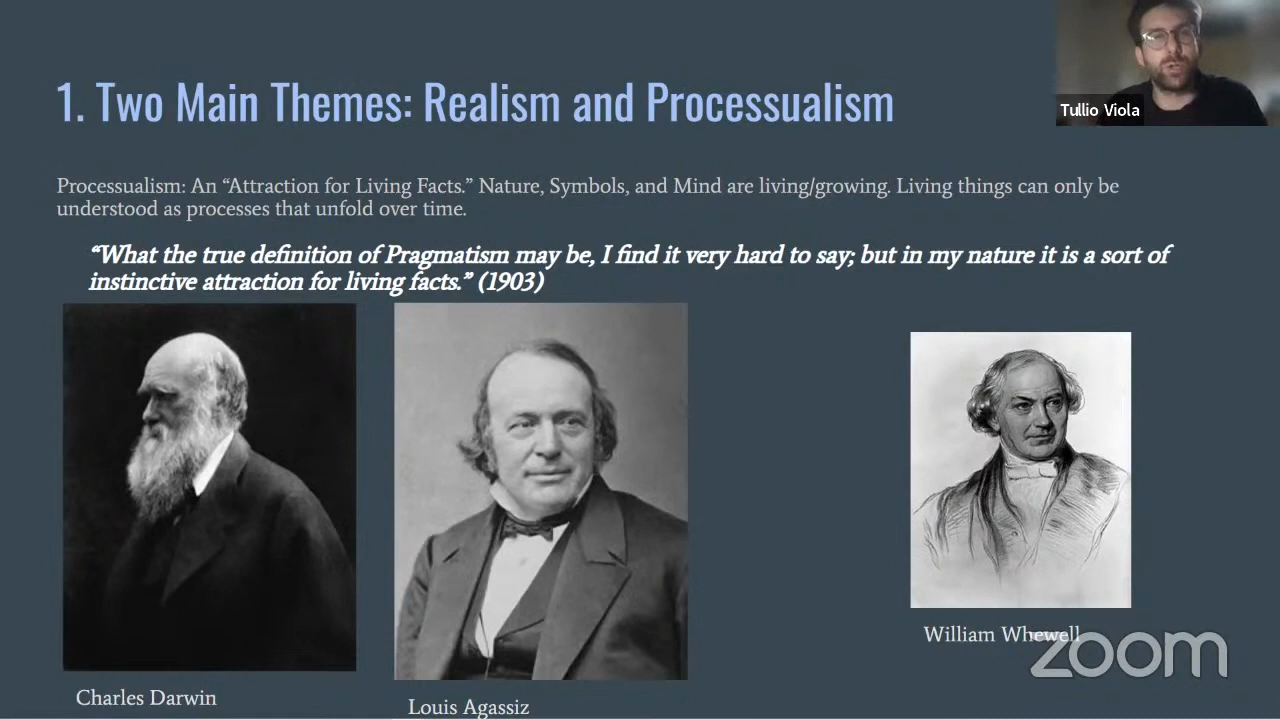 1. Two Main Themes: Realism and Processualism
Tullio Viola
Processualism: An “Attraction for Living Facts.” Nature, Symbols, and Mind are living/growing. Living things can only be
understood as processes that unfold over time.
“What the true definition of Pragmatism may be, I find it very hard to say; but in my nature it is a sort of
instinctive attraction for living facts.” (1903)
William Whewell
zoom
Charles Darwin
Louis Agassiz